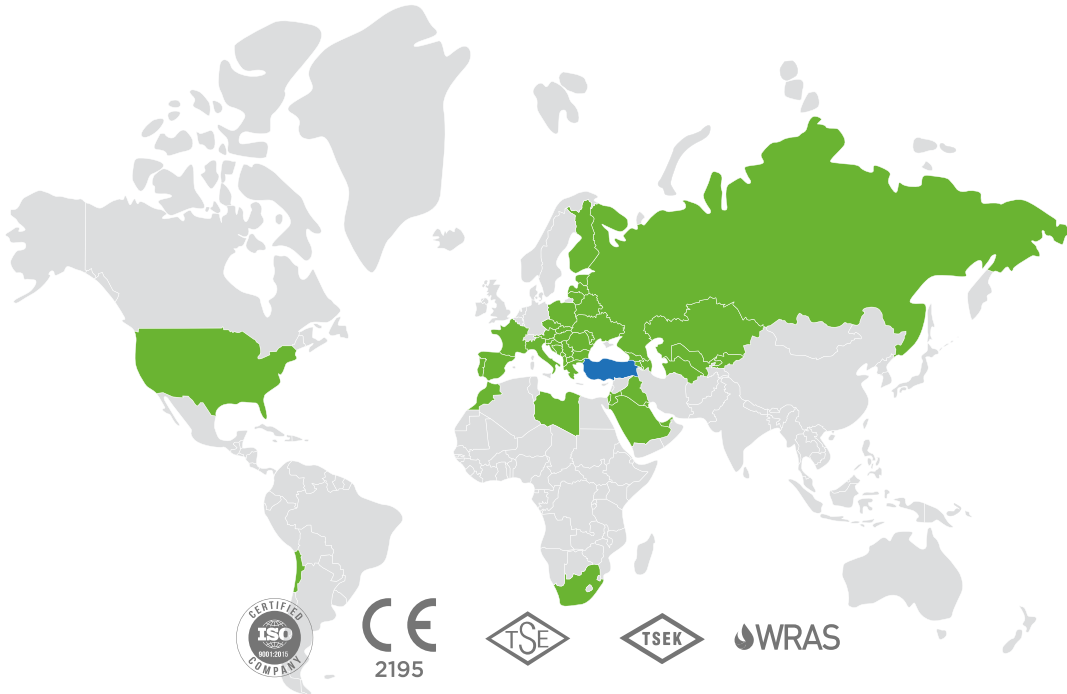 CERTIFIED
ISO
9001:2015
COMPANY
CE
2195
TSE
TSEK
WRAS